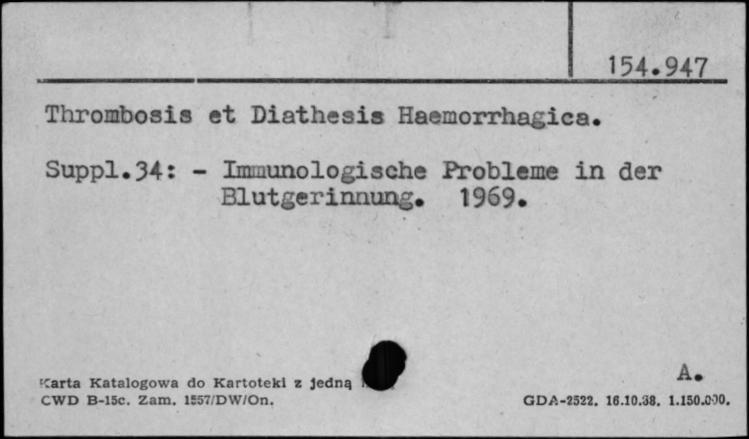 154.947
Thrombosis et Diathesis Haemorrhagica.
Suppl.34: - Immunologische Probleme in der
Blutgerinnung. 1969.
A.
Karta Katalogowa do Kartoteki z jedną
CWD B-15c. Zam. 1557/DW/On.
GDA-2522. 16.10.68. 1.150.000.